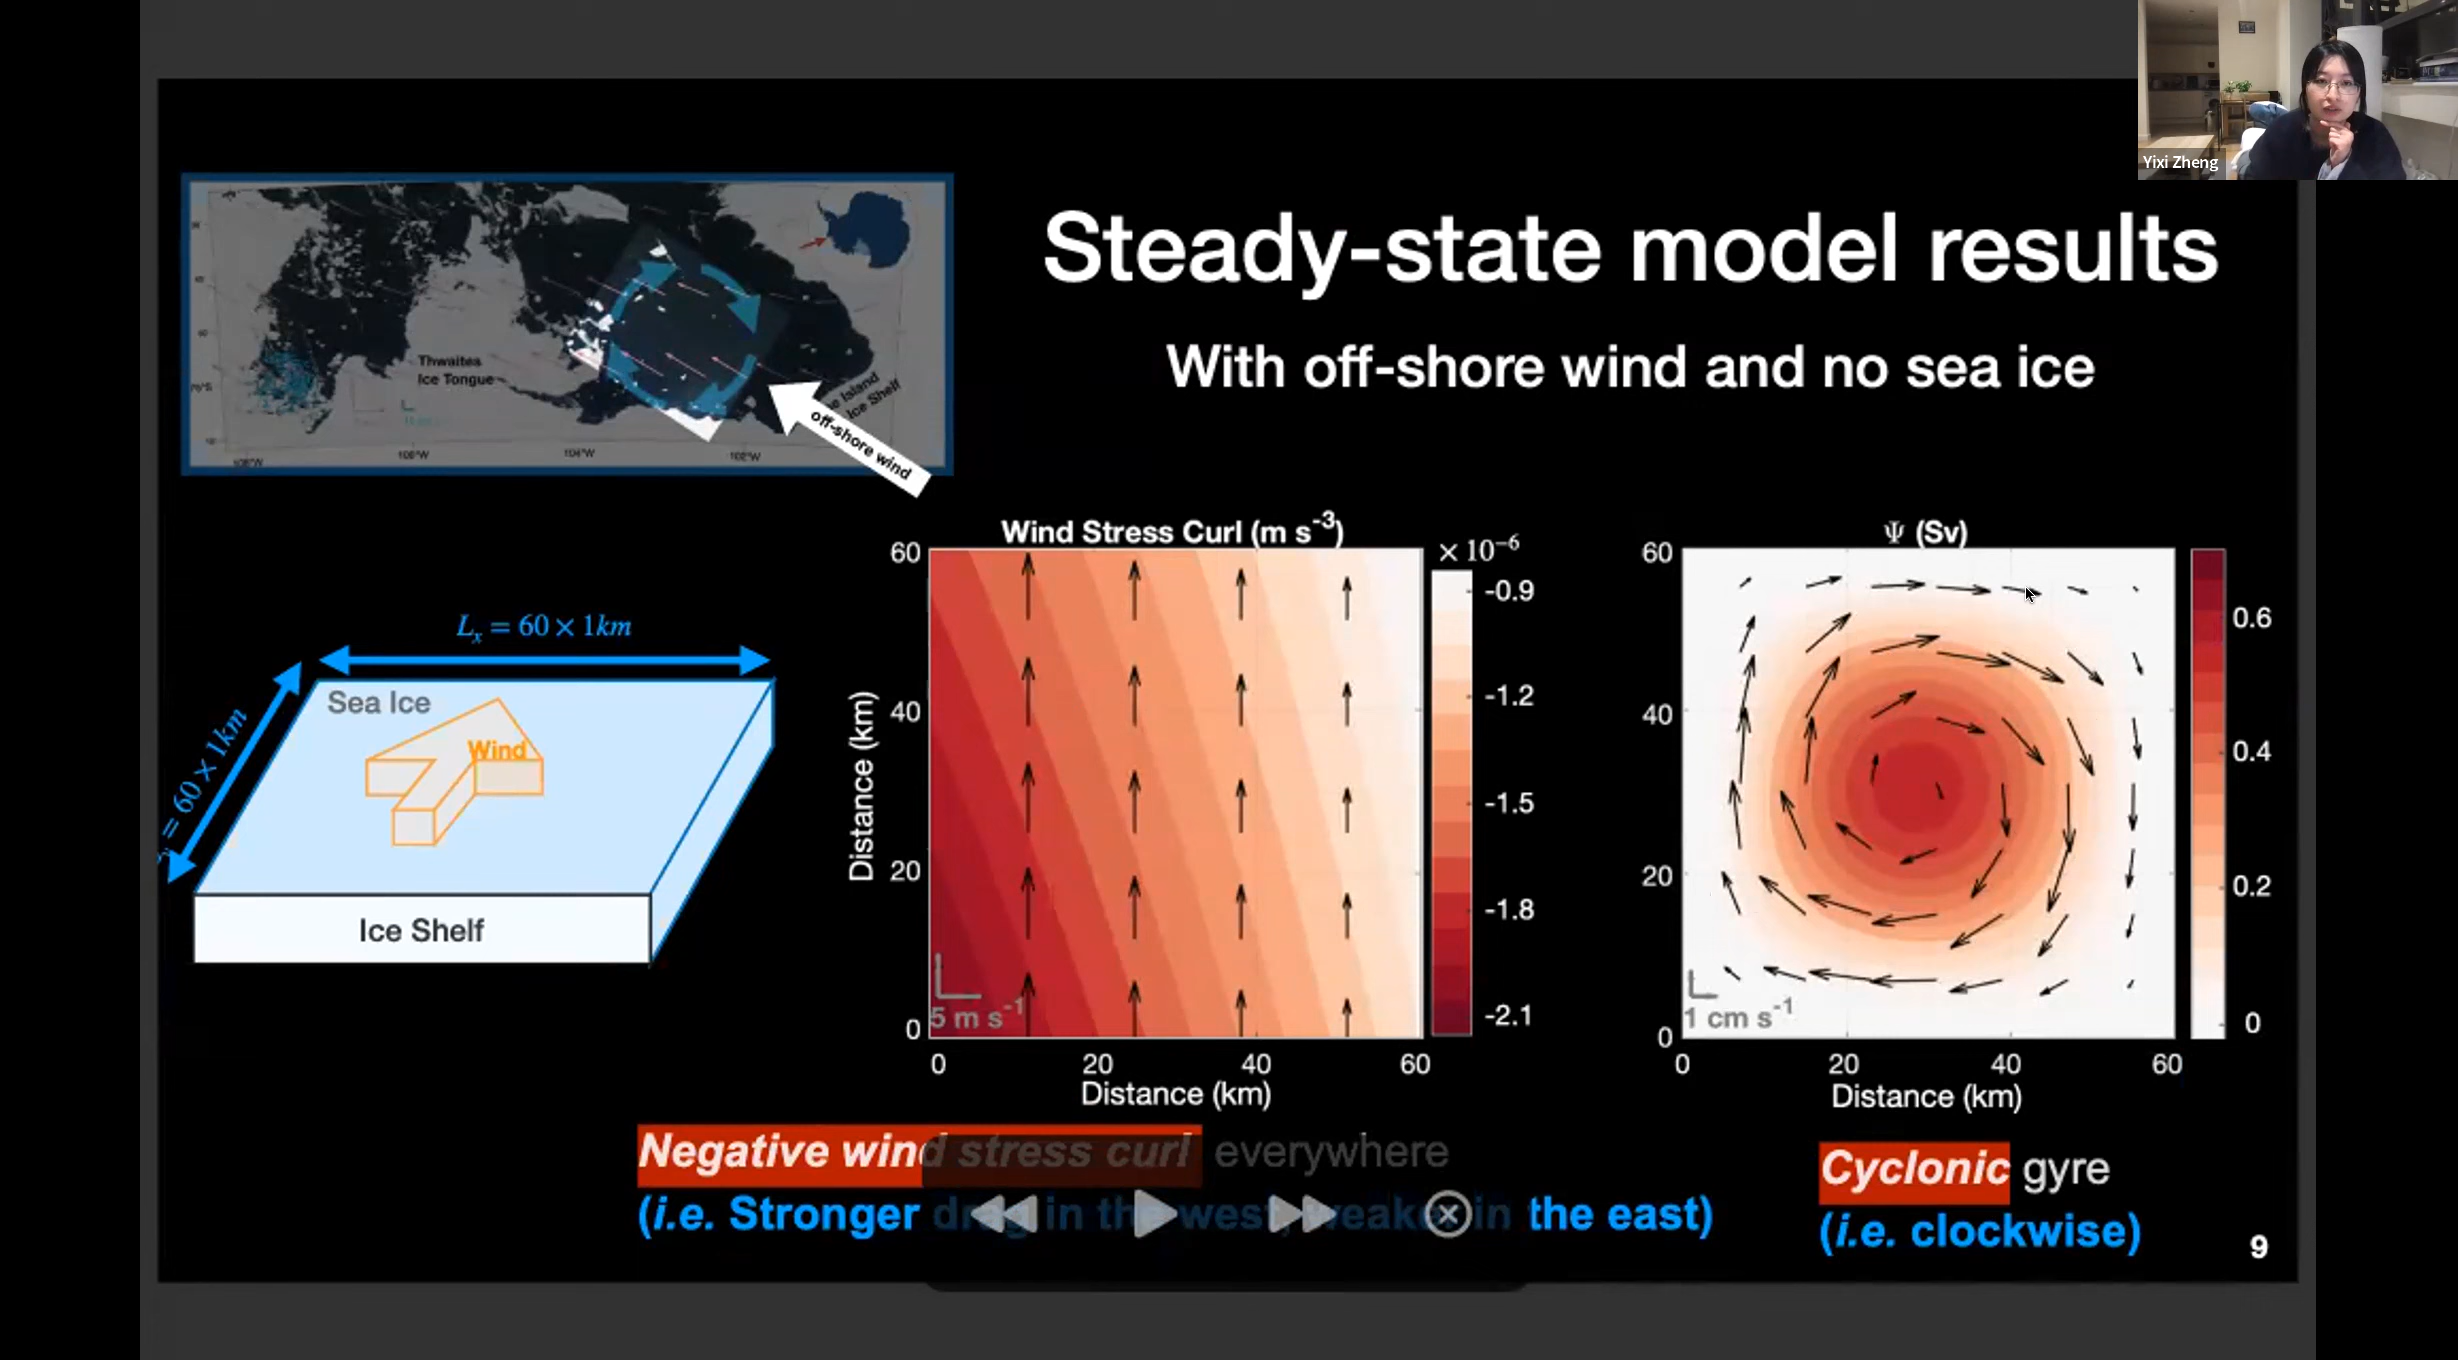 Yixi Zheng
Steady-state model results
With off-shore wind and no sea ice
Thwaites
Ice Tongue
Island
Ice Shelf
off-shore wind
106°W
104°W
102°W
Wind Stress Curl (m s⁻³)
× 10⁻⁶
-0.9
-1.2
-1.5
-1.8
-2.1
60
40
20
0
Distance (km)
5 m s⁻¹
0 20 40 60
Distance (km)
Ψ (Sv)
60
40
20
0
1 cm s⁻¹
0 20 40 60
Distance (km)
0.6
0.4
0.2
0
Lₓ = 60 × 1km
= 60 × 1km
Sea Ice
Wind
Ice Shelf
Negative wind stress curl everywhere
(i.e. Stronger drag in the west, weaker in the east)
Cyclonic gyre
(i.e. clockwise)
9